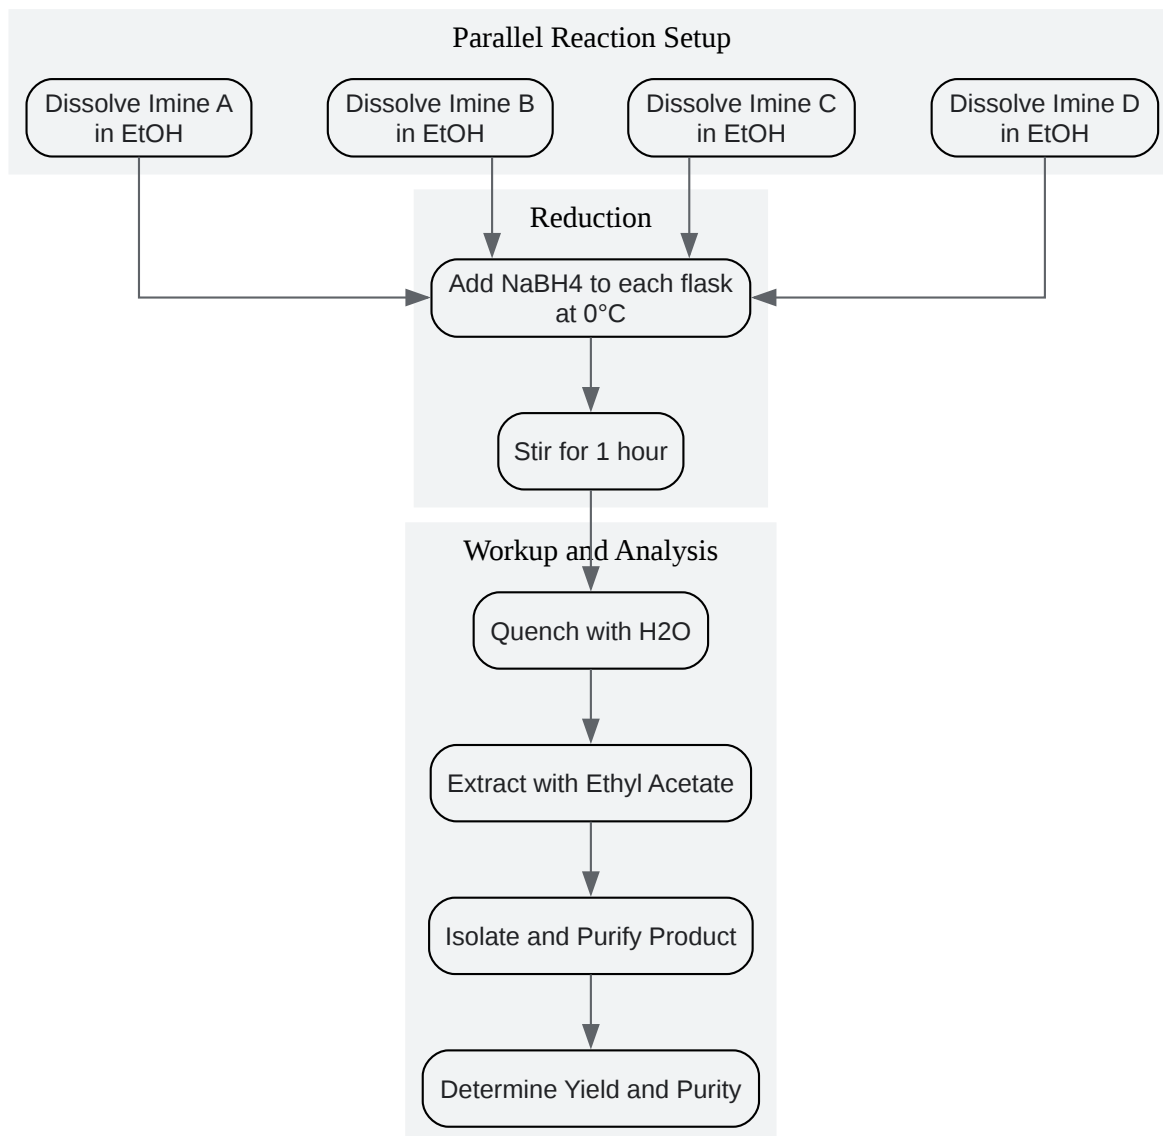 Parallel Reaction Setup
Dissolve Imine A
in EtOH
Dissolve Imine B
in EtOH
Dissolve Imine C
in EtOH
Dissolve Imine D
in EtOH
Reduction
Add NaBH4 to each flask
at 0°C
Stir for 1 hour
Workup and Analysis
Quench with H2O
Extract with Ethyl Acetate
Isolate and Purify Product
Determine Yield and Purity